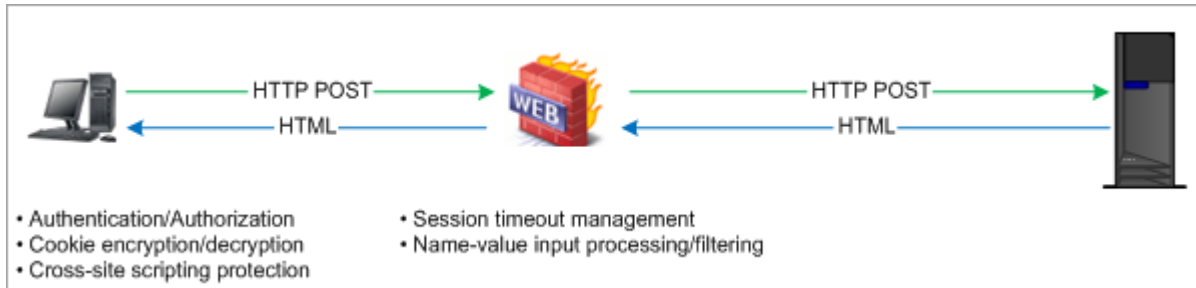 HTTP POST
HTML
WEB
HTTP POST
HTML
• Authentication/Authorization
• Cookie encryption/decryption
• Cross-site scripting protection
• Session timeout management
• Name-value input processing/filtering